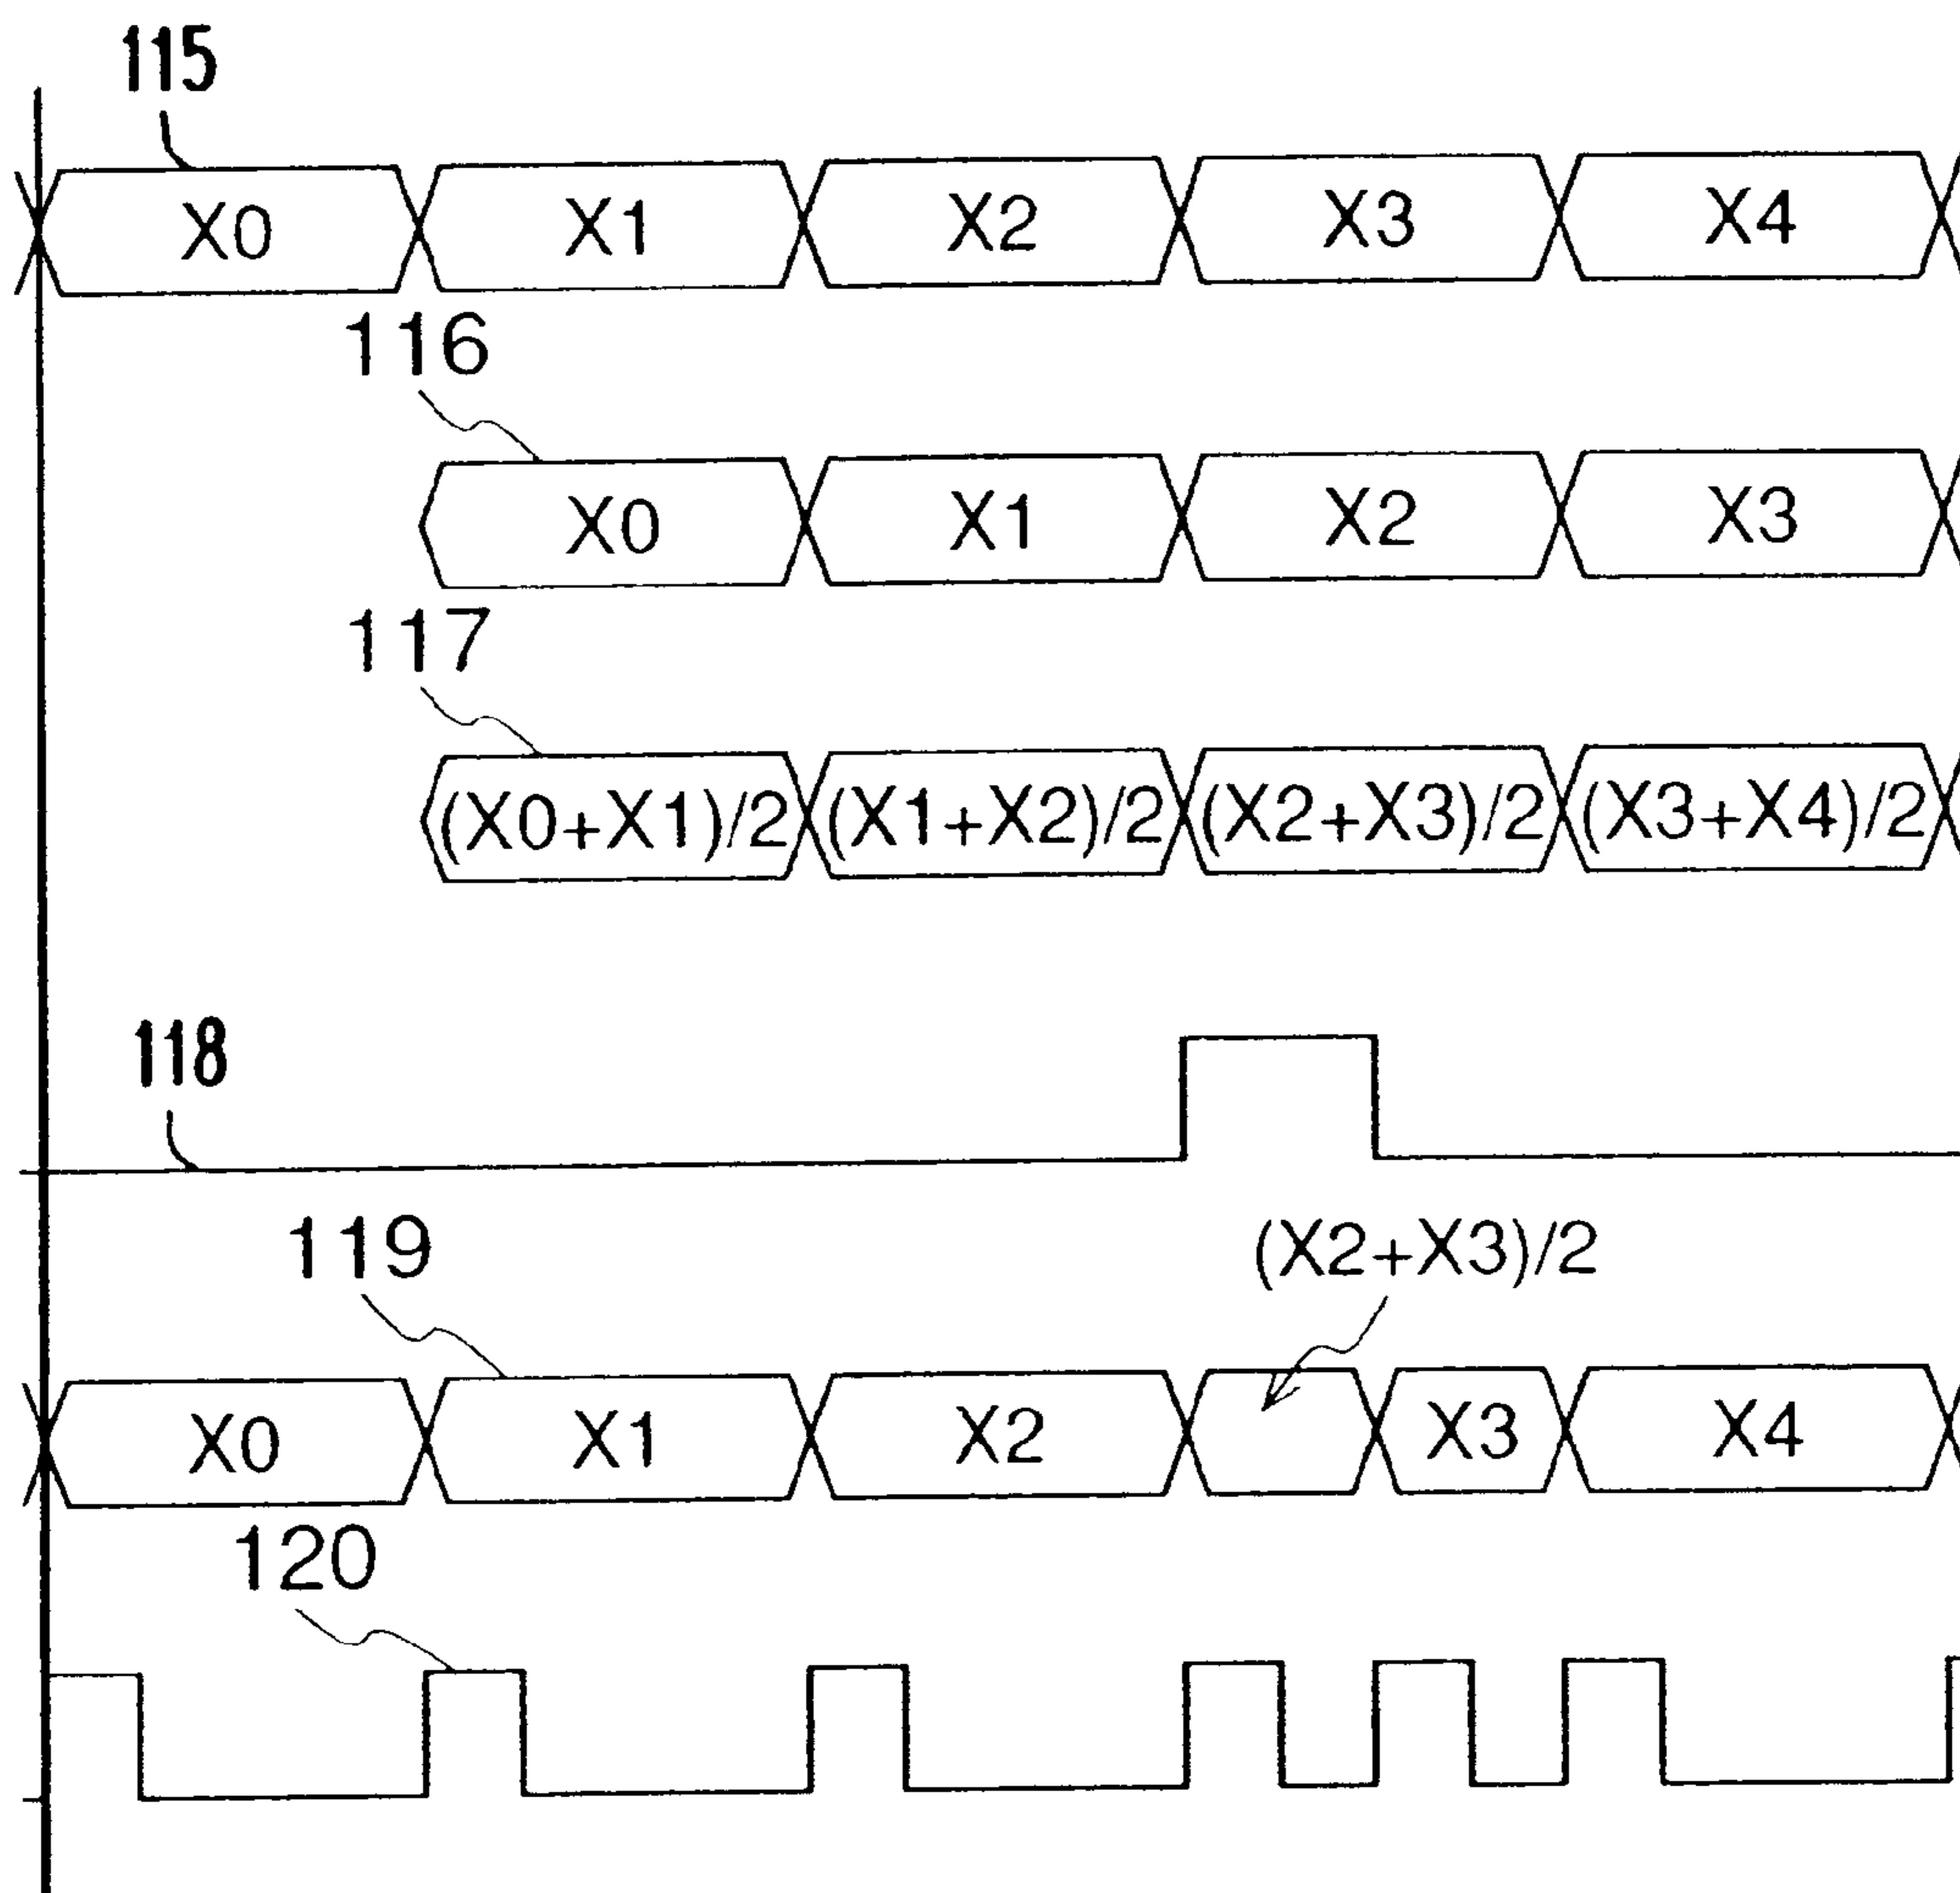 115
X0 X1 X2 X3 X4
116
X0 X1 X2 X3
117
(X0+X1)/2 (X1+X2)/2 (X2+X3)/2 (X3+X4)/2
118
119 (X2+X3)/2
X0 X1 X2 X3 X4
120